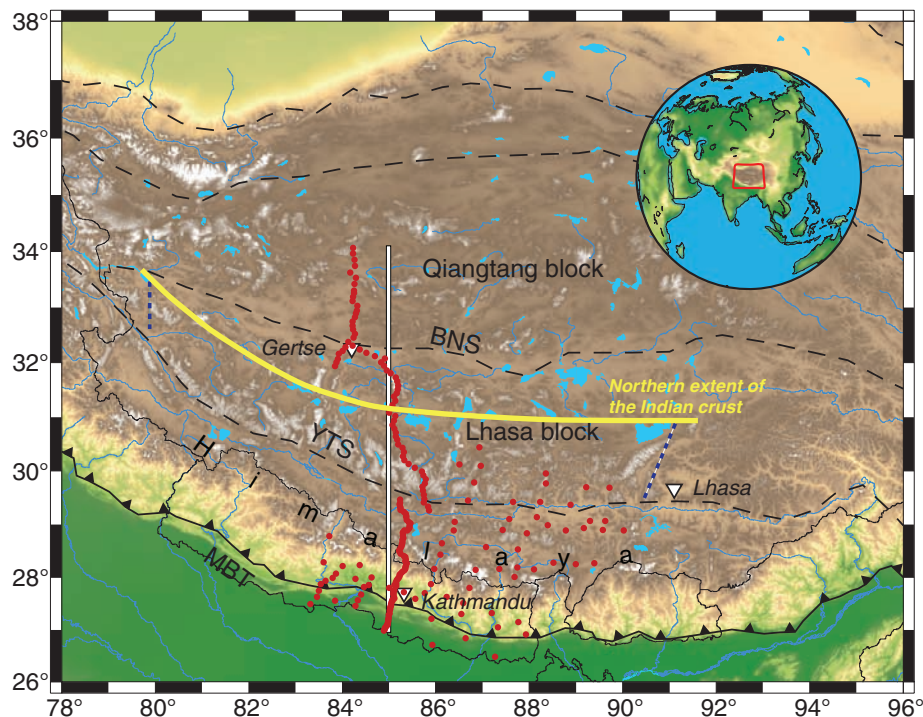 38°
36°
34°
32°
30°
28°
26°
Qiangtang block
BNS
Gertse
Northern extent of
the Indian crust
Lhasa block
YTS
Lhasa
Himalaya
MBT
Kathmandu
78° 80° 82° 84° 86° 88° 90° 92° 94° 96°